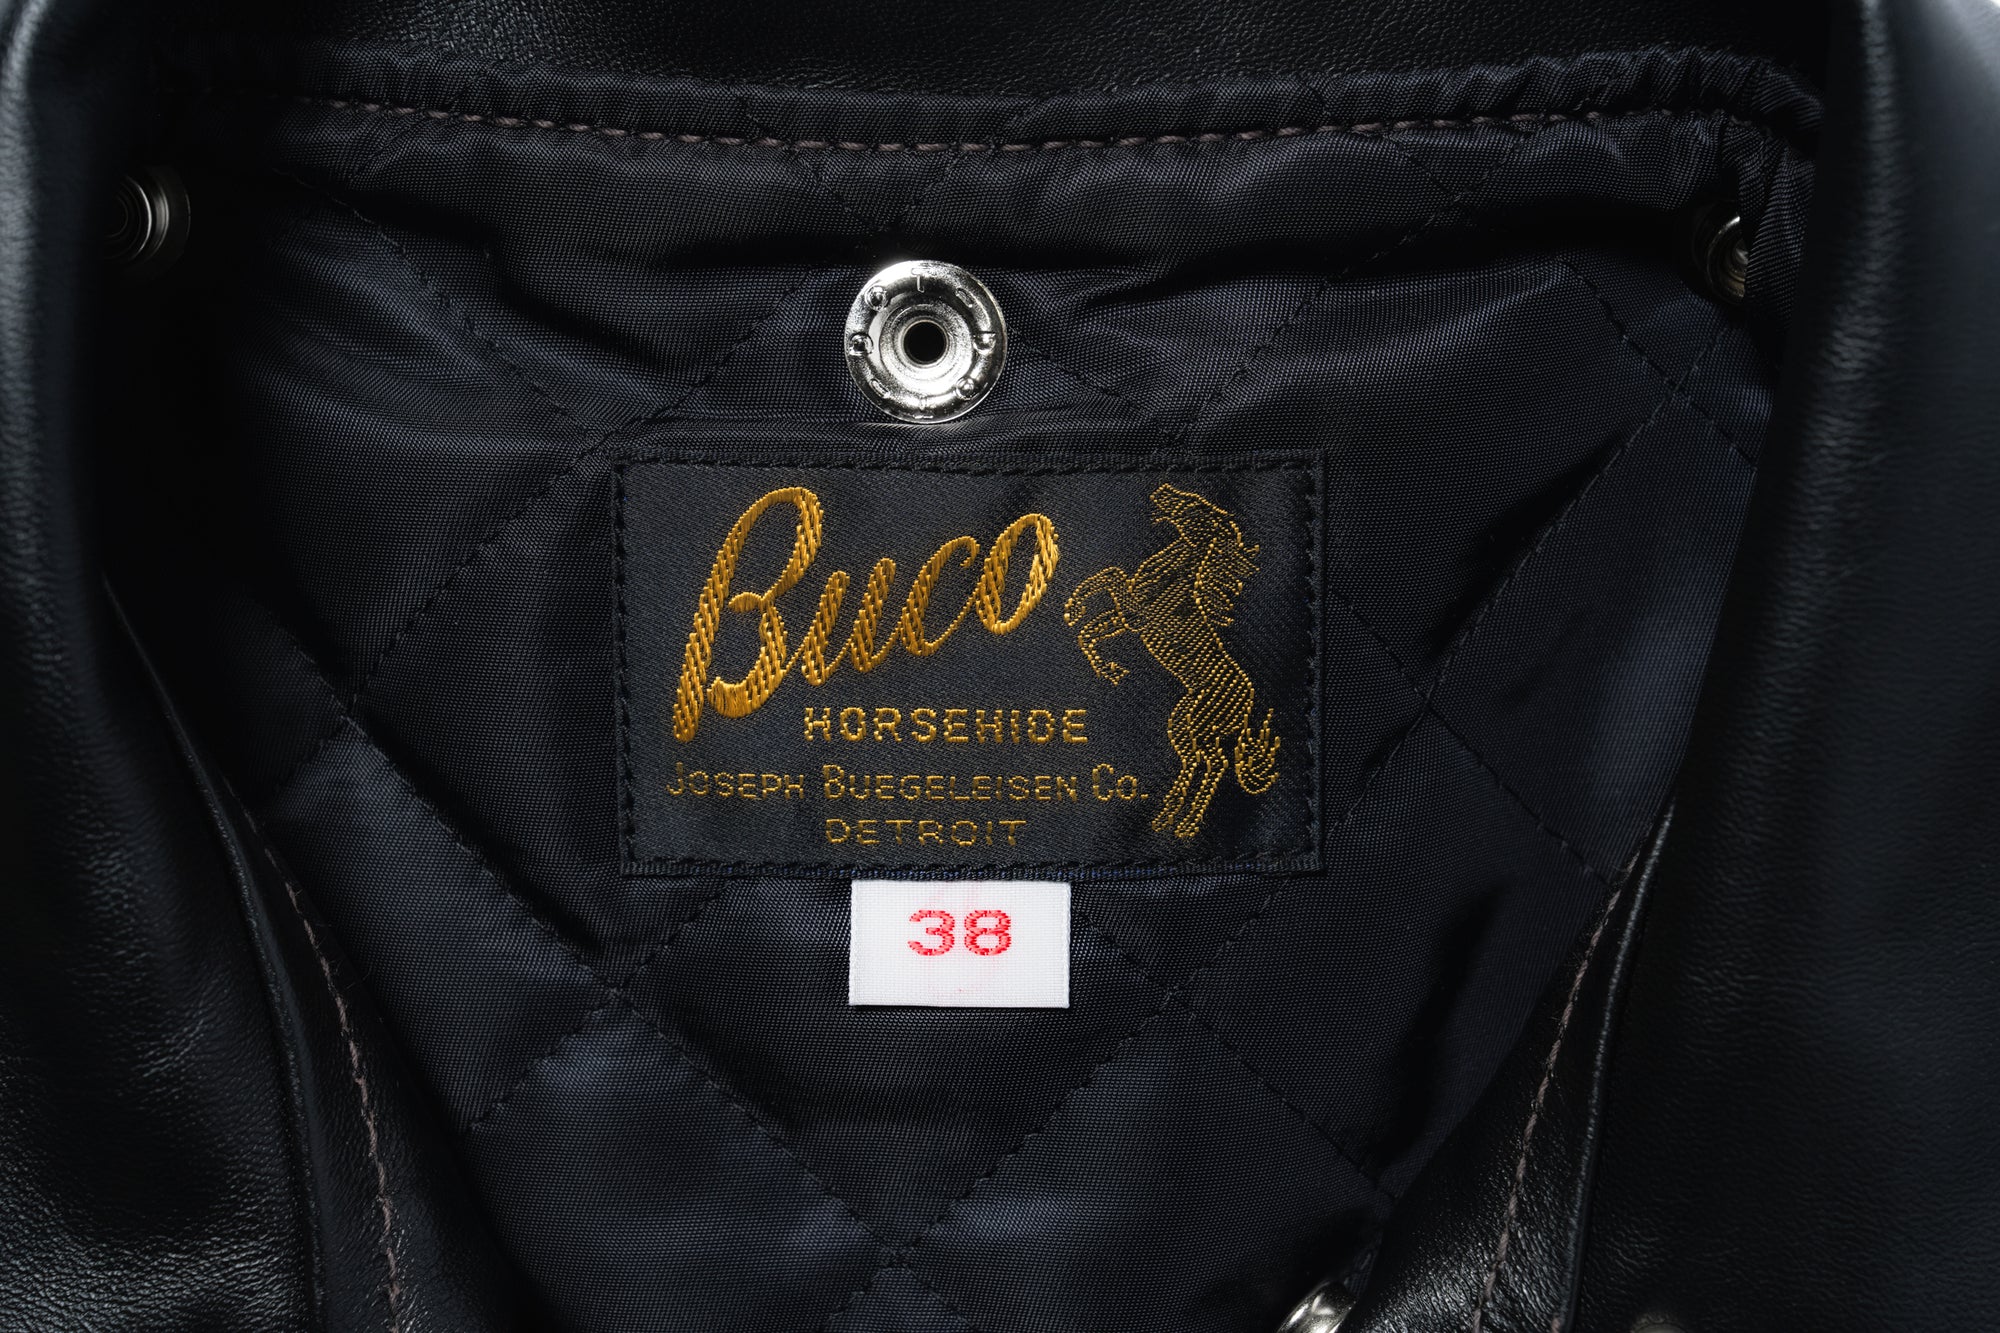 Buco
HORSEHIDE
JOSEPH BUEGELEISEN CO.
DETROIT
38